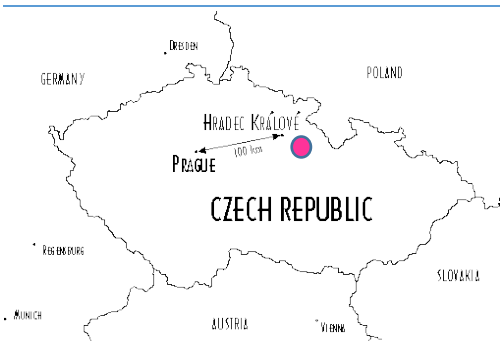 DRESDEN
GERMANY
POLAND
HRADEC KRÁLOVÉ
100 km
PRAGUE
CZECH REPUBLIC
REGENSBURG
SLOVAKIA
MUNICH
AUSTRIA
VIENNA